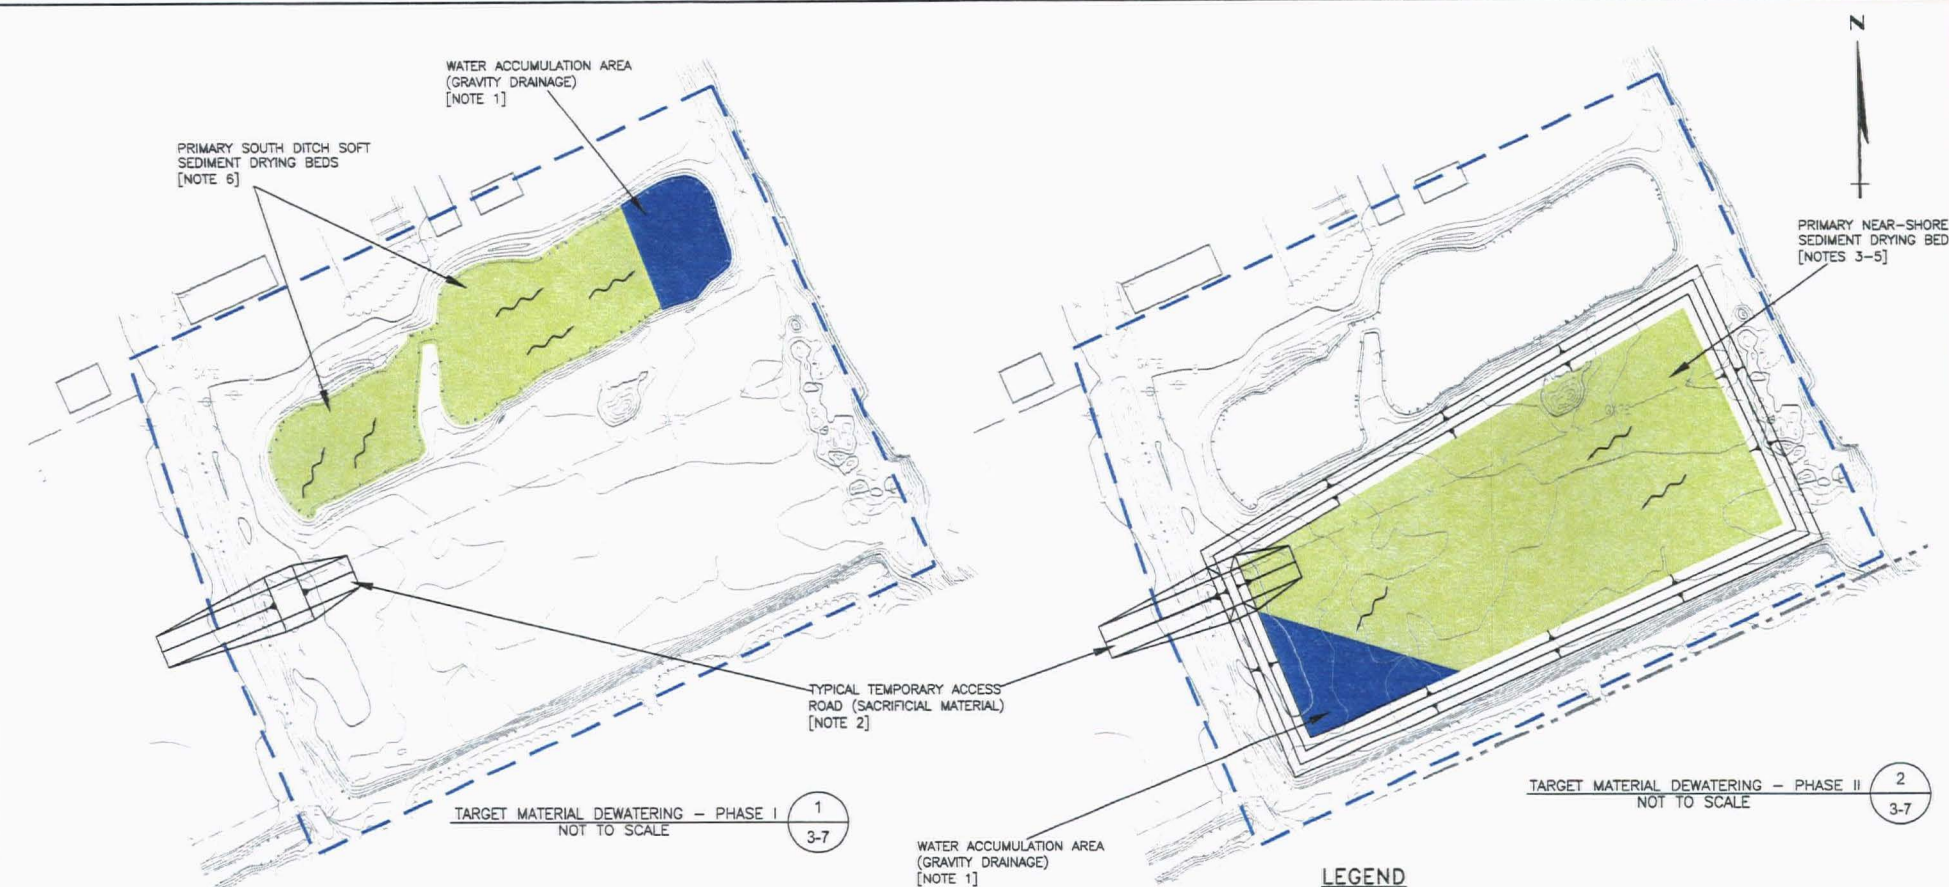 N
WATER ACCUMULATION AREA
(GRAVITY DRAINAGE)
[NOTE 1]
PRIMARY SOUTH DITCH SOFT
SEDIMENT DRYING BEDS
[NOTE 6]
PRIMARY NEAR-SHORE
SEDIMENT DRYING BED
[NOTES 3-5]
TYPICAL TEMPORARY ACCESS
ROAD (SACRIFICIAL MATERIAL)
[NOTE 2]
TARGET MATERIAL DEWATERING - PHASE I
NOT TO SCALE
1
3-7
TARGET MATERIAL DEWATERING - PHASE II
NOT TO SCALE
2
3-7
WATER ACCUMULATION AREA
(GRAVITY DRAINAGE)
[NOTE 1]
LEGEND